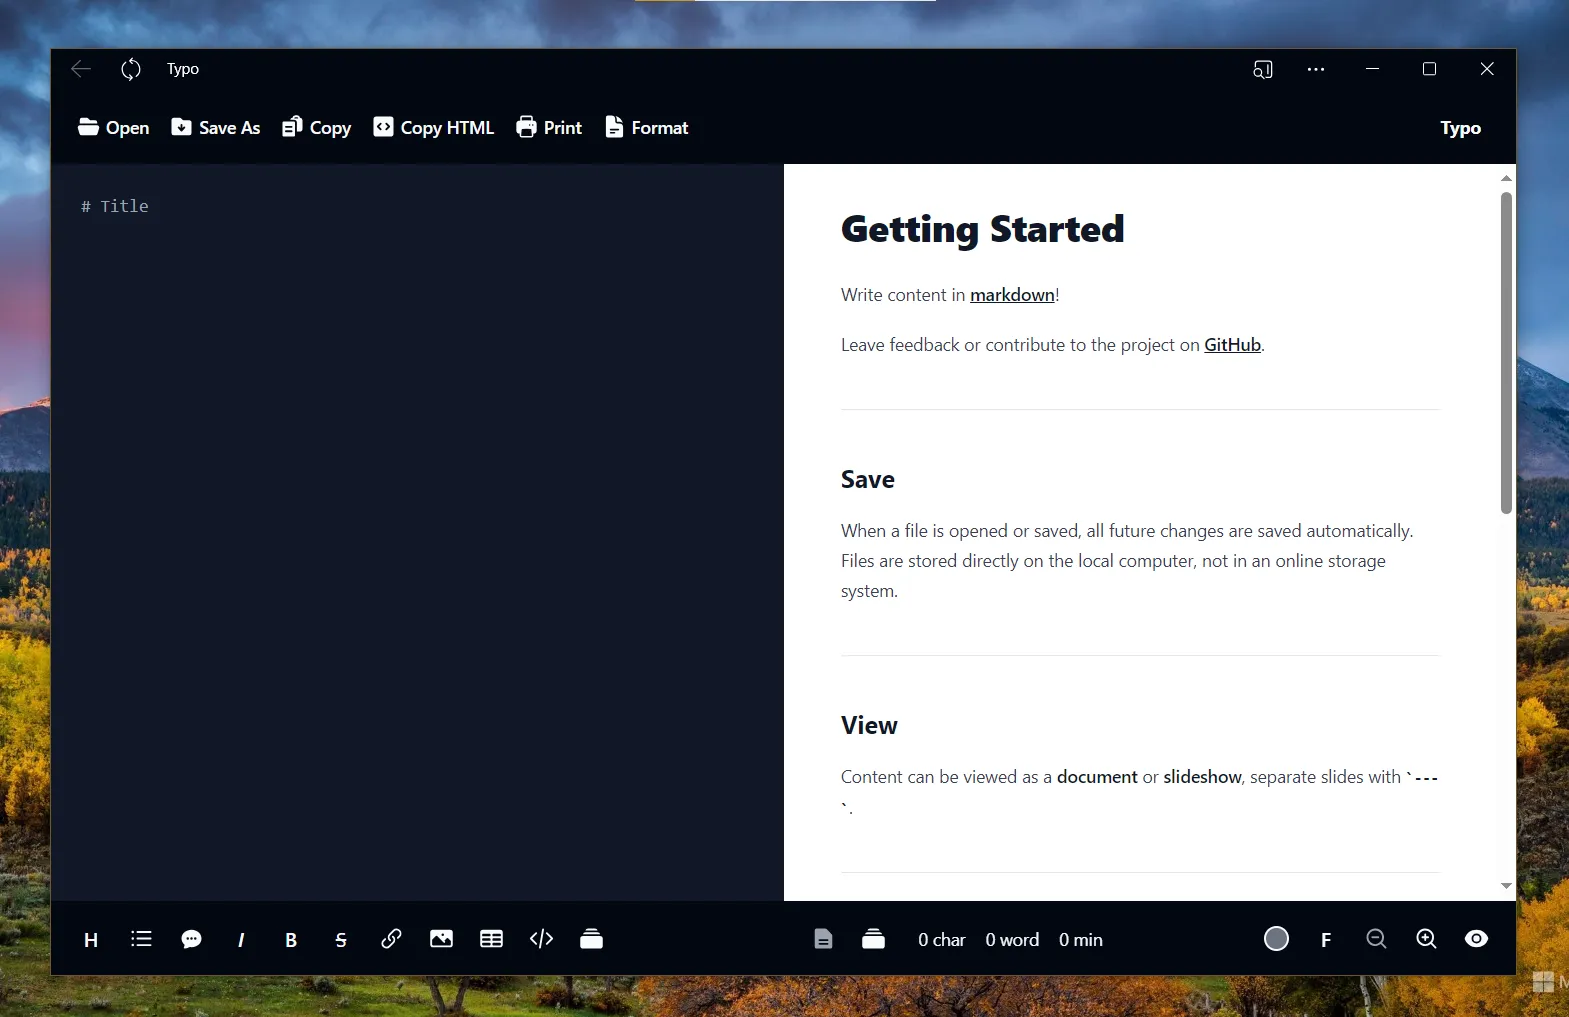 Typo
Open Save As Copy Copy HTML Print Format Typo
# Title
Getting Started
Write content in markdown!
Leave feedback or contribute to the project on GitHub.
Save
When a file is opened or saved, all future changes are saved automatically.
Files are stored directly on the local computer, not in an online storage
system.
View
Content can be viewed as a document or slideshow, separate slides with `---
`.
H I B S 0 char 0 word 0 min F